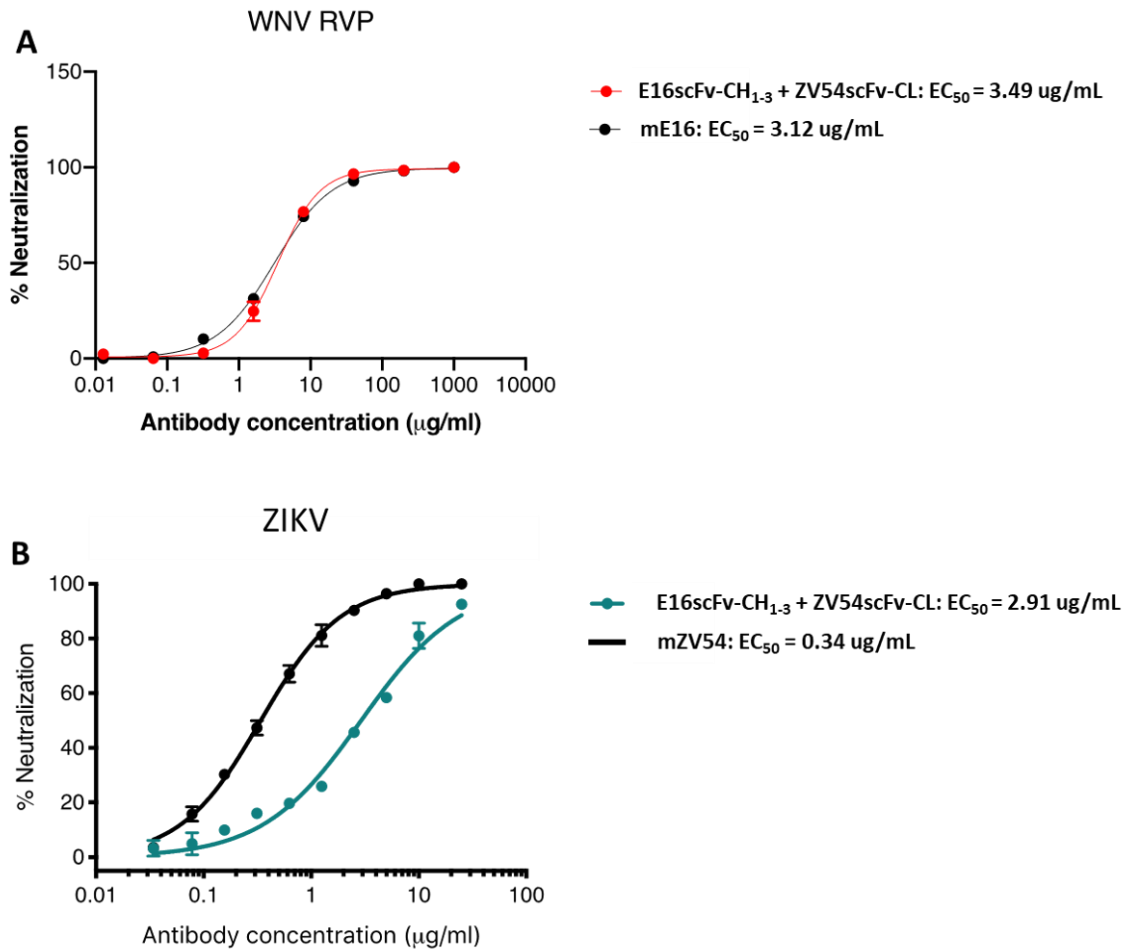 WNV RVP
A
150
100
50
0
% Neutralization
0.01 0.1 1 10 100 1000 10000
Antibody concentration (μg/ml)
E16scFv-CH₁₋₃ + ZV54scFv-CL: EC₅₀ = 3.49 ug/mL
mE16: EC₅₀ = 3.12 ug/mL
ZIKV
B
100
80
60
40
20
0
% Neutralization
0.01 0.1 1 10 100
Antibody concentration (μg/ml)
E16scFv-CH₁₋₃ + ZV54scFv-CL: EC₅₀ = 2.91 ug/mL
mZV54: EC₅₀ = 0.34 ug/mL